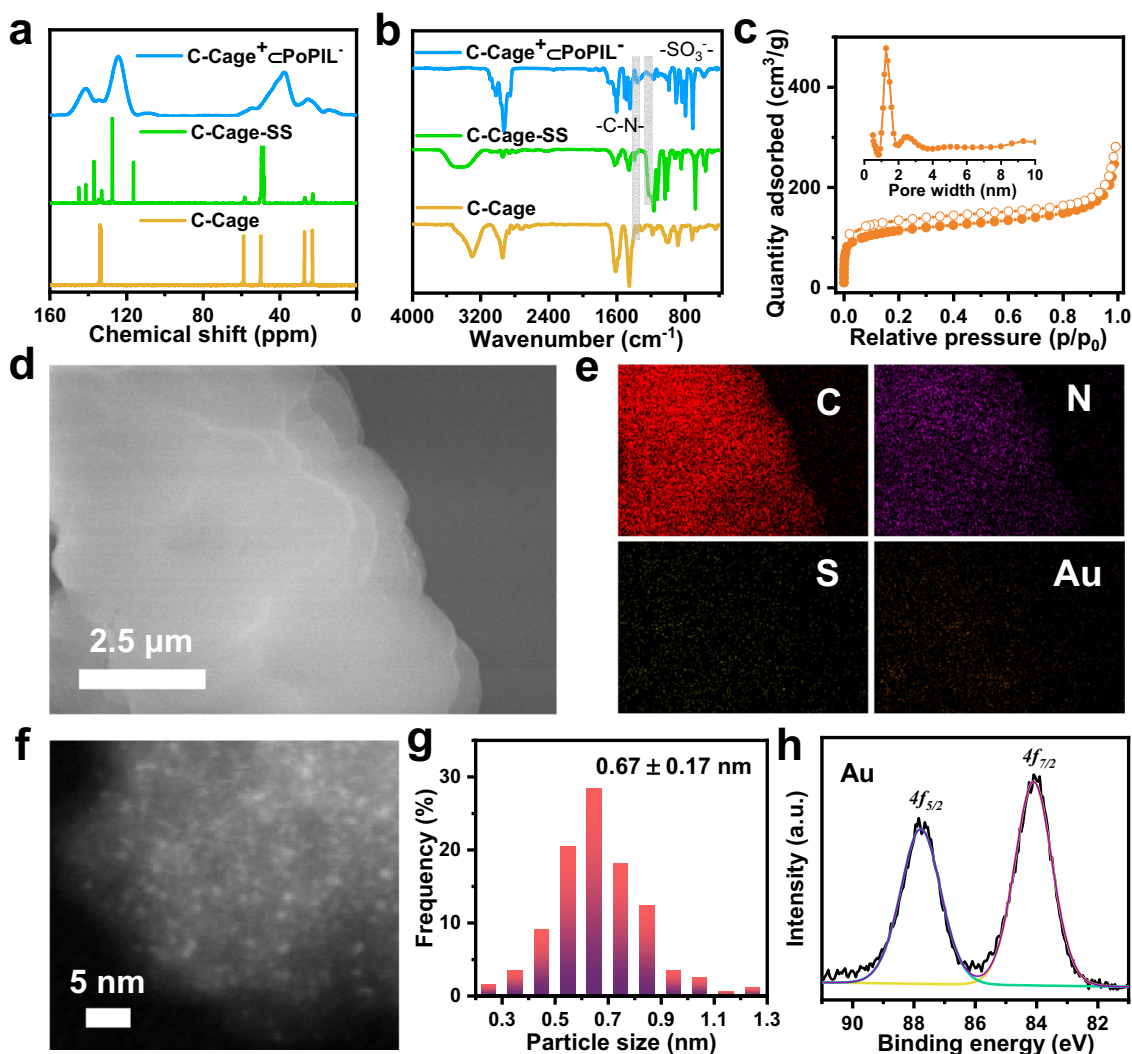 a
C-Cage⁺⊂PoPIL⁻
C-Cage-SS
C-Cage
160 120 80 40 0
Chemical shift (ppm)
b
C-Cage⁺⊂PoPIL⁻
-SO₃⁻-
-C-N-
C-Cage-SS
C-Cage
4000 3200 2400 1600 800
Wavenumber (cm⁻¹)
c
Quantity adsorbed (cm³/g)
400
200
0
0 2 4 6 8 10
Pore width (nm)
0.0 0.2 0.4 0.6 0.8 1.0
Relative pressure (p/p₀)
d
2.5 µm
e
C
N
S
Au
f
5 nm
g
0.67 ± 0.17 nm
Frequency (%)
30
20
10
0
0.3 0.5 0.7 0.9 1.1 1.3
Particle size (nm)
h
Au
4f₅/₂
4f₇/₂
Intensity (a.u.)
90 88 86 84 82
Binding energy (eV)